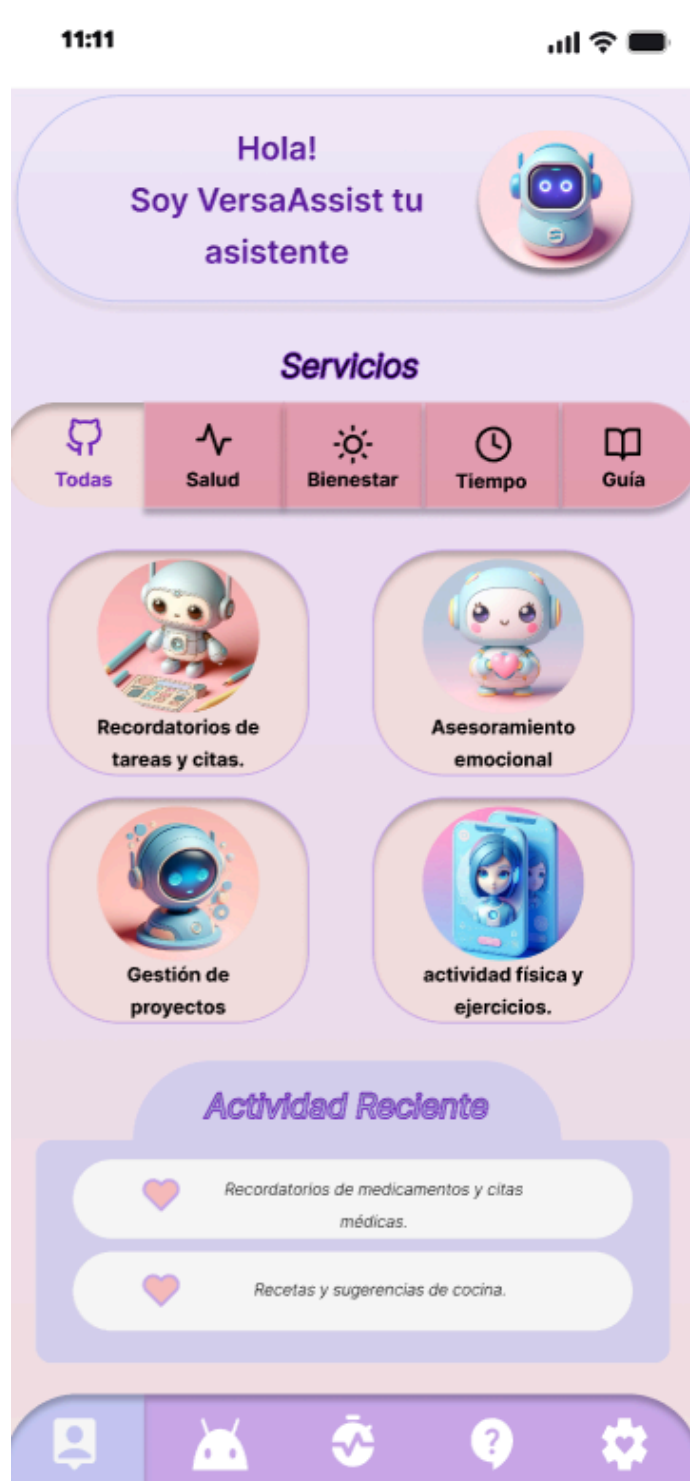 11:11
Hola!
Soy VersaAssist tu
asistente
Servicios
Todas
Salud
Bienestar
Tiempo
Guía
Recordatorios de
tareas y citas.
Asesoramiento
emocional
Gestión de
proyectos
actividad física y
ejercicios.
Actividad Reciente
Recordatorios de medicamentos y citas
médicas.
Recetas y sugerencias de cocina.